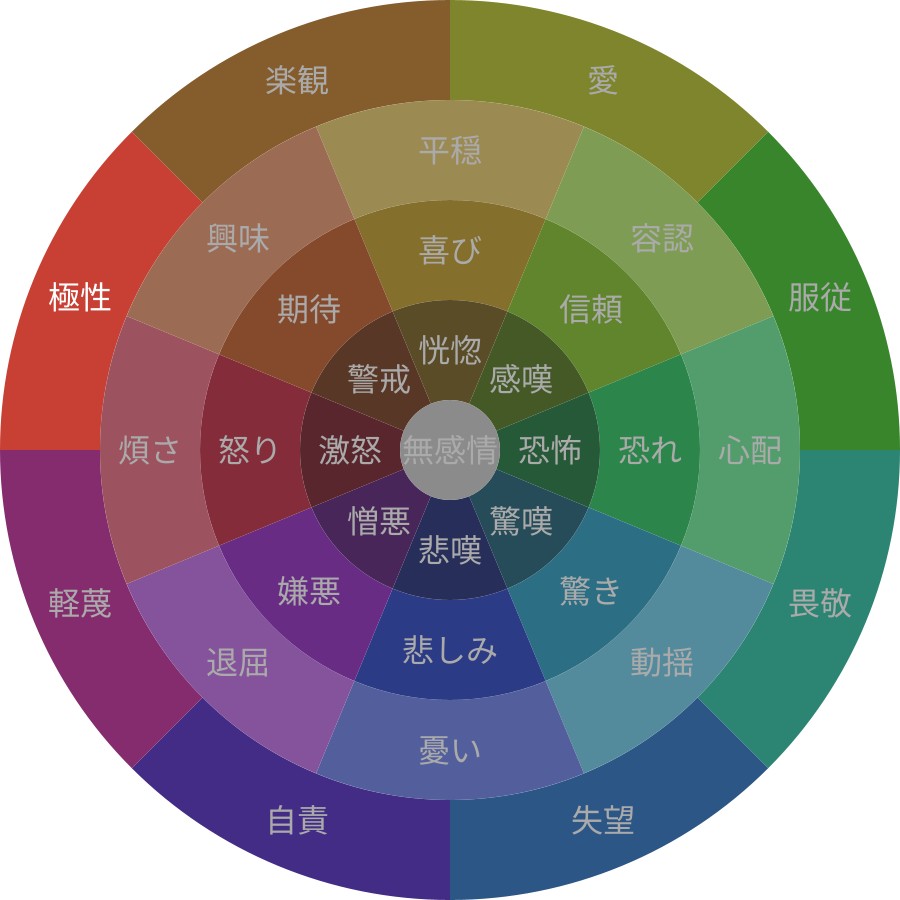 楽観
愛
平穏
興味
容認
喜び
極性
期待
信頼
服従
恍惚
警戒
感嘆
煩さ
怒り
激怒
無感情
恐怖
恐れ
心配
憎悪
驚嘆
悲嘆
軽蔑
嫌悪
驚き
畏敬
悲しみ
退屈
動揺
憂い
自責
失望